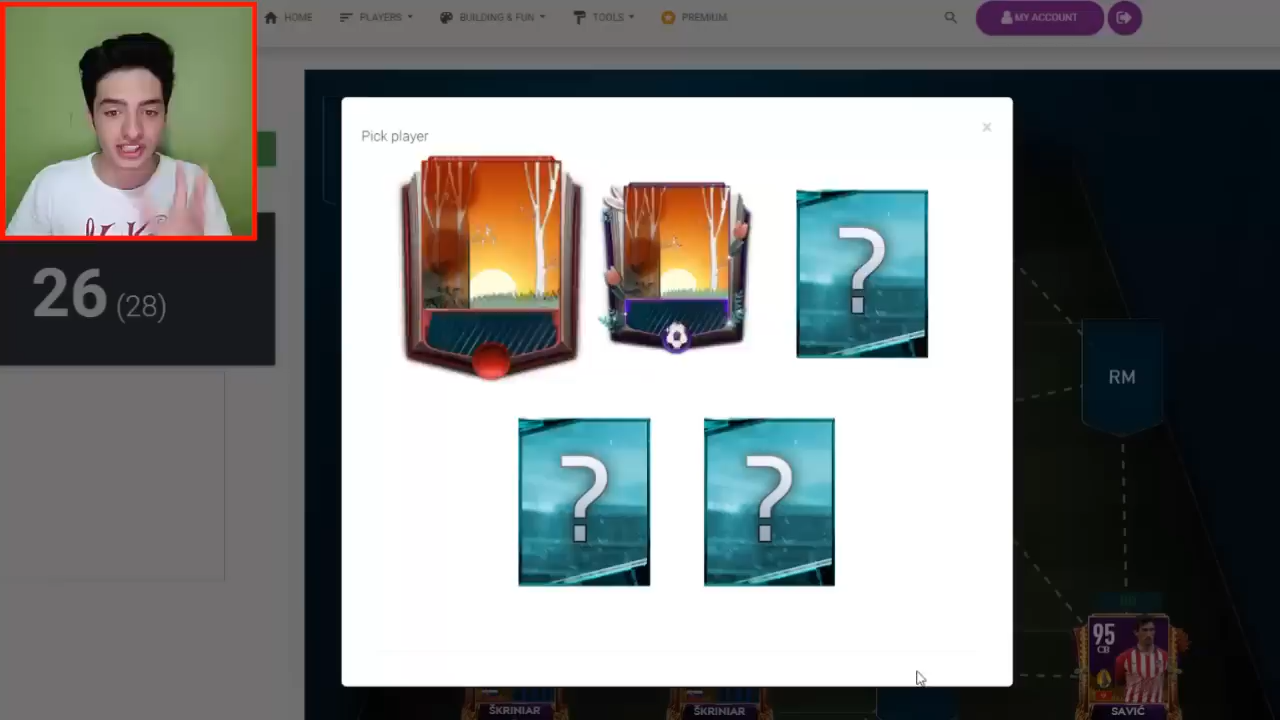 HOME
PLAYERS
BUILDING & FUN
TOOLS
PREMIUM
MY ACCOUNT
Pick player
?
26 (28)
RM
? ?
95
CB
ŠKRINIAR
ŠKRINIAR
SAVIĆ